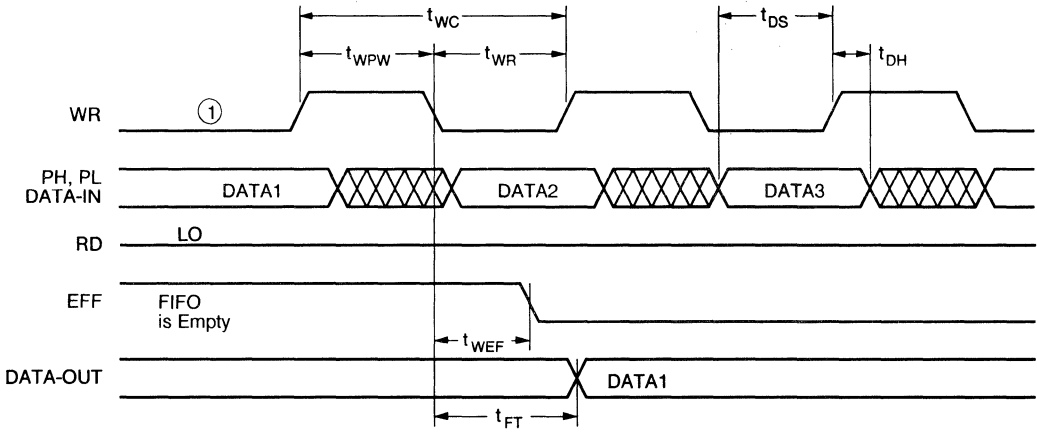 tWC
tDS
tWPW
tWR
tDH
WR
1
PH, PL
DATA-IN
DATA1
DATA2
DATA3
RD
LO
EFF
FIFO
is Empty
tWEF
DATA-OUT
DATA1
tFT